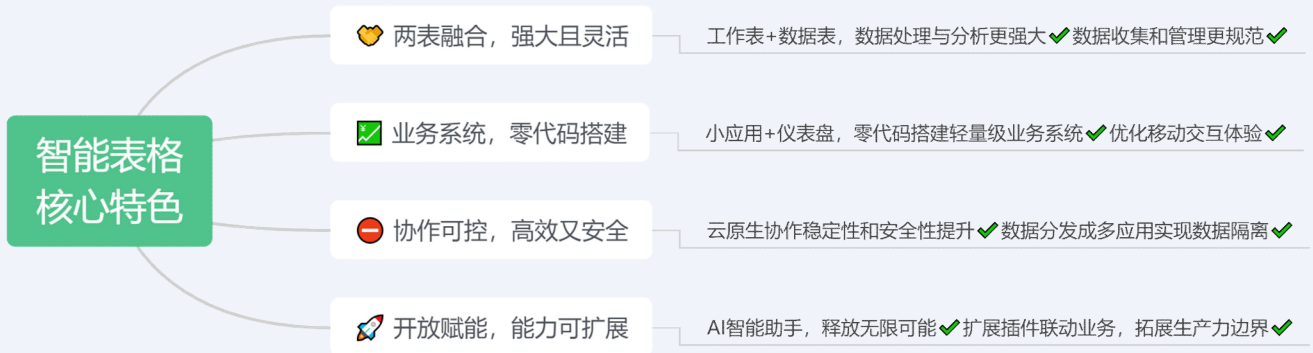 智能表格
核心特色
两表融合，强大且灵活
工作表+数据表，数据处理与分析更强大✔数据收集和管理更规范✔
业务系统，零代码搭建
小应用+仪表盘，零代码搭建轻量级业务系统✔优化移动交互体验✔
协作可控，高效又安全
云原生协作稳定性和安全性提升✔数据分发成多应用实现数据隔离✔
开放赋能，能力可扩展
AI智能助手，释放无限可能✔扩展插件联动业务，拓展生产力边界✔